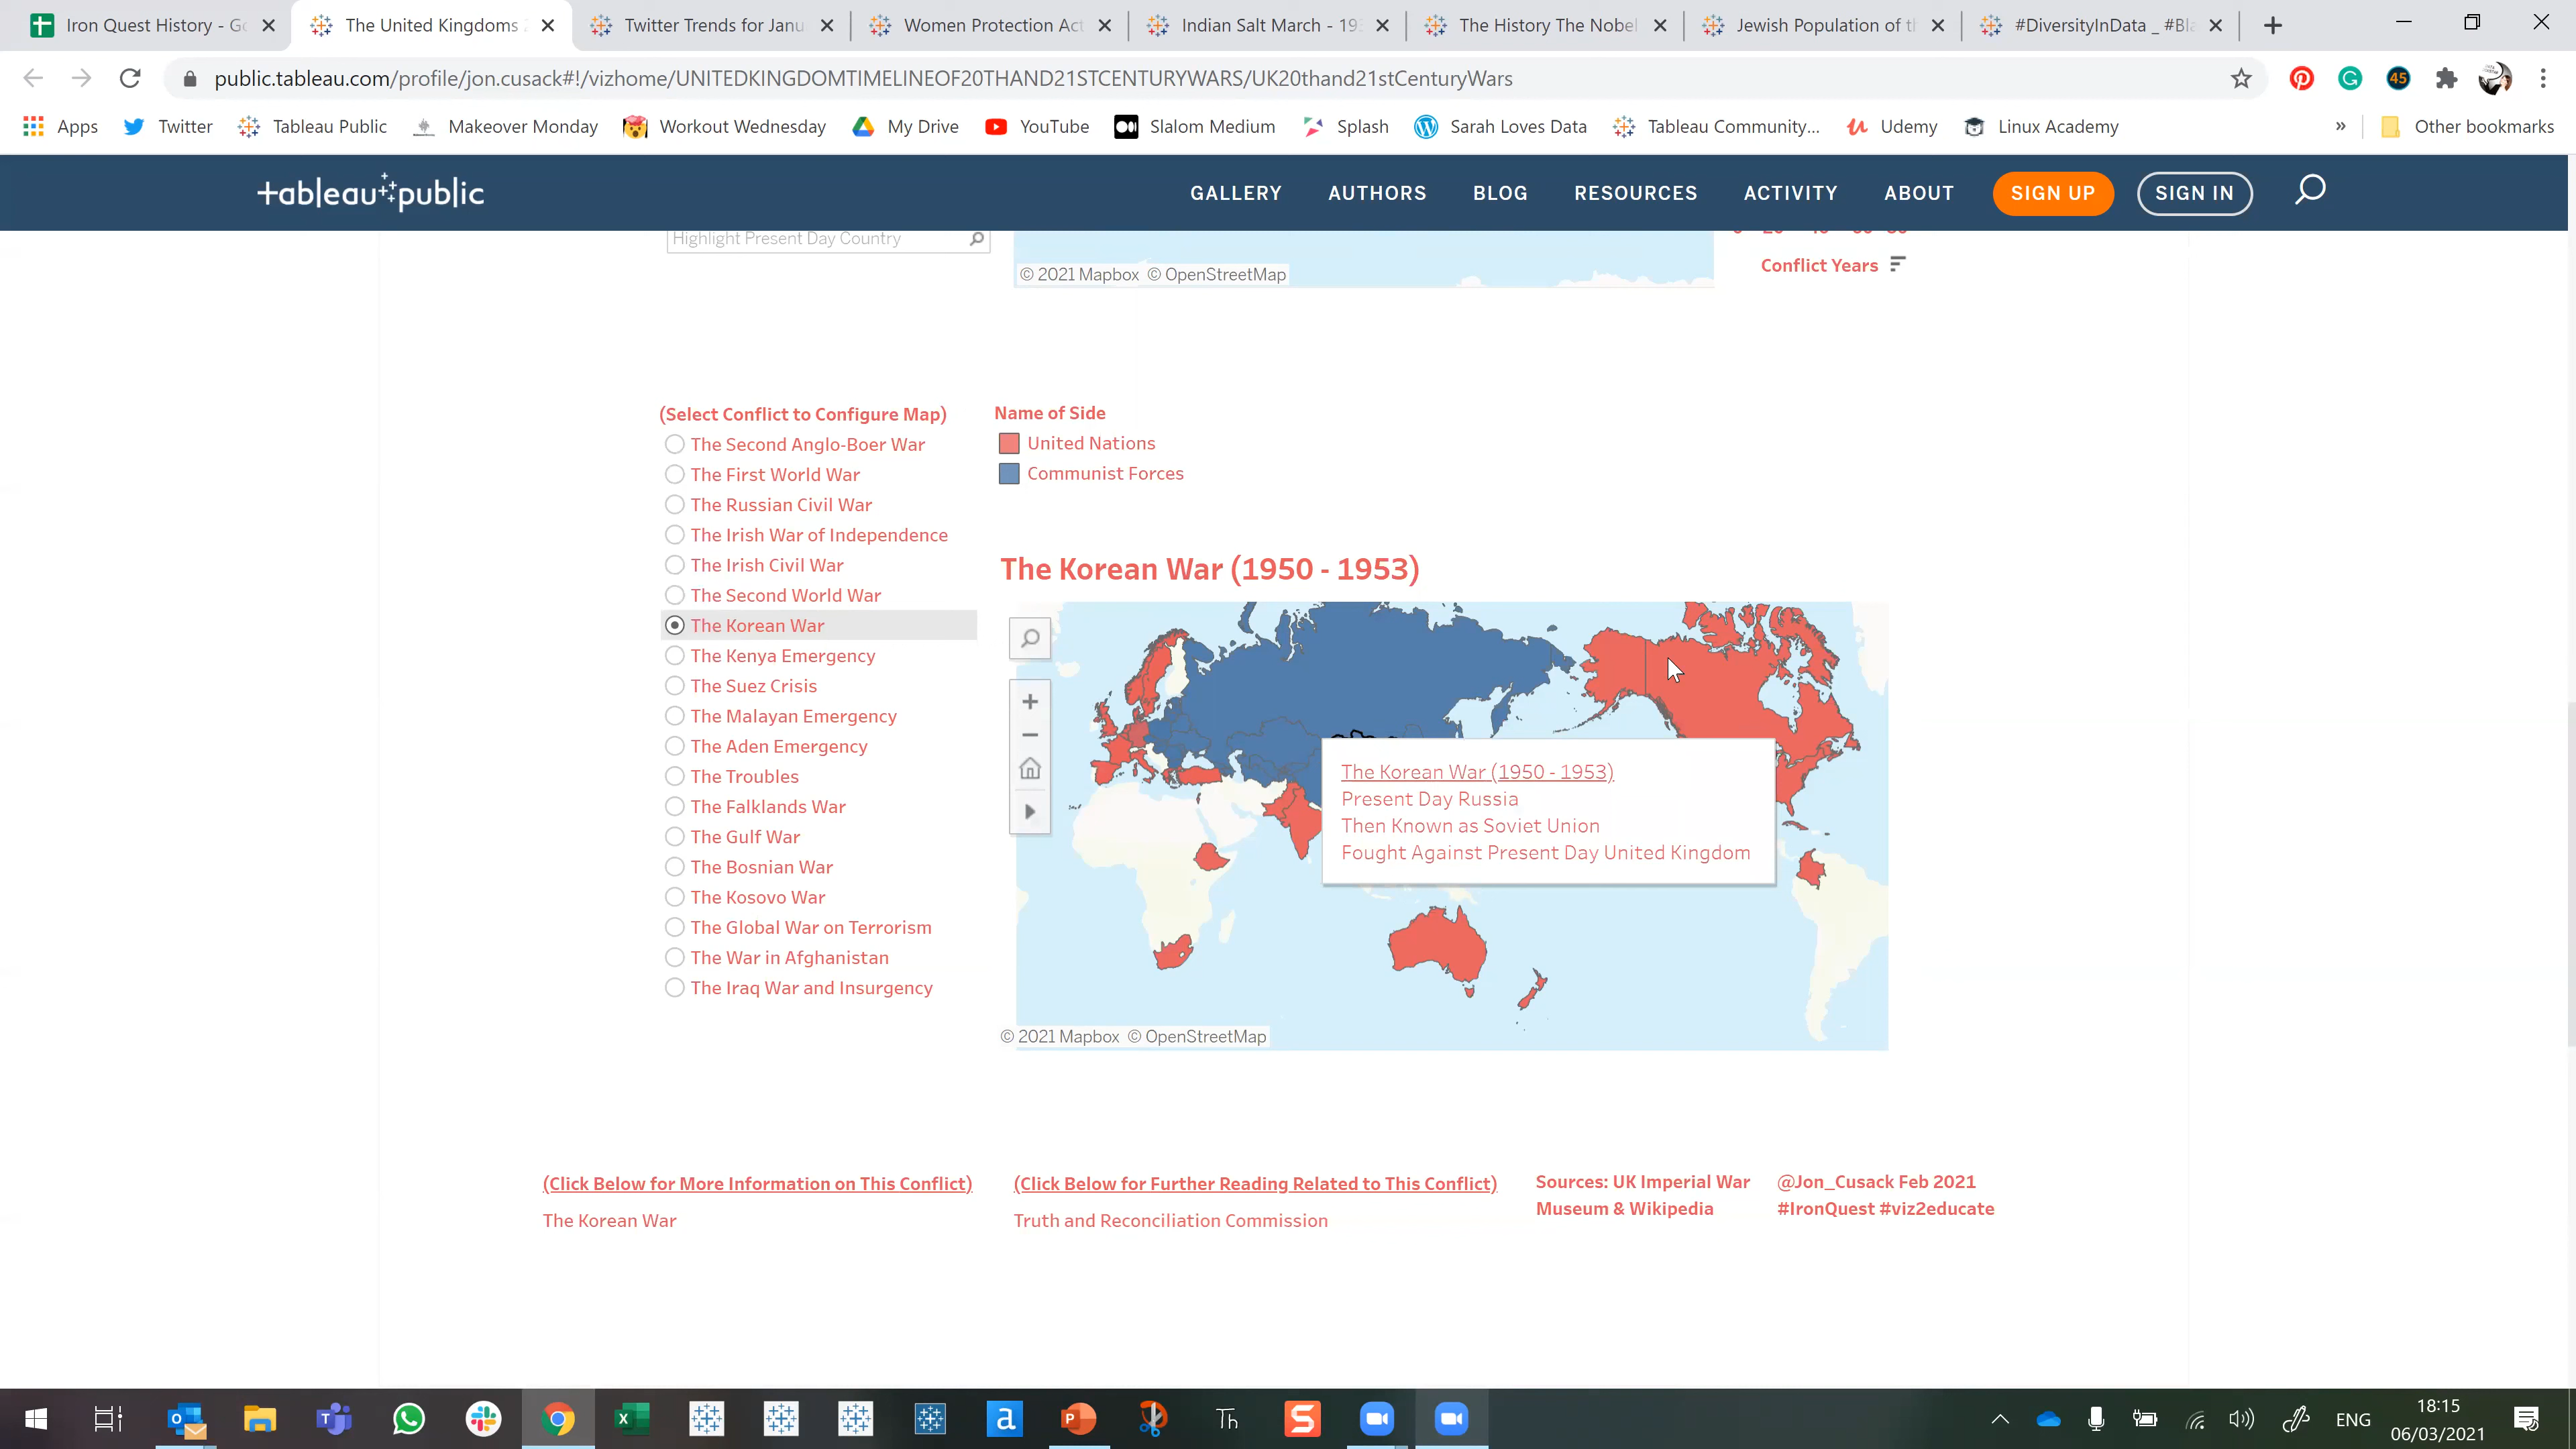 Iron Quest History - Go
The United Kingdoms 2
Twitter Trends for Janu
Women Protection Act
Indian Salt March - 193
The History The Nobel
Jewish Population of th
#DiversityInData _ #Bla
public.tableau.com/profile/jon.cusack#!/vizhome/UNITEDKINGDOMTIMELINEOF20THAND21STCENTURYWARS/UK20thand21stCenturyWars
45
Apps
Twitter
Tableau Public
Makeover Monday
Workout Wednesday
My Drive
YouTube
Slalom Medium
Splash
Sarah Loves Data
Tableau Community...
Udemy
Linux Academy
»
Other bookmarks
tableau public
GALLERY
AUTHORS
BLOG
RESOURCES
ACTIVITY
ABOUT
SIGN UP
SIGN IN
Highlight Present Day Country
© 2021 Mapbox © OpenStreetMap
Conflict Years
(Select Conflict to Configure Map)
The Second Anglo-Boer War
The First World War
The Russian Civil War
The Irish War of Independence
The Irish Civil War
The Second World War
The Korean War
The Kenya Emergency
The Suez Crisis
The Malayan Emergency
The Aden Emergency
The Troubles
The Falklands War
The Gulf War
The Bosnian War
The Kosovo War
The Global War on Terrorism
The War in Afghanistan
The Iraq War and Insurgency
Name of Side
United Nations
Communist Forces
The Korean War (1950 - 1953)
The Korean War (1950 - 1953)
Present Day Russia
Then Known as Soviet Union
Fought Against Present Day United Kingdom
© 2021 Mapbox © OpenStreetMap
(Click Below for More Information on This Conflict)
The Korean War
(Click Below for Further Reading Related to This Conflict)
Truth and Reconciliation Commission
Sources: UK Imperial War
Museum & Wikipedia
@Jon_Cusack Feb 2021
#IronQuest #viz2educate
Th
ENG
18:15
06/03/2021